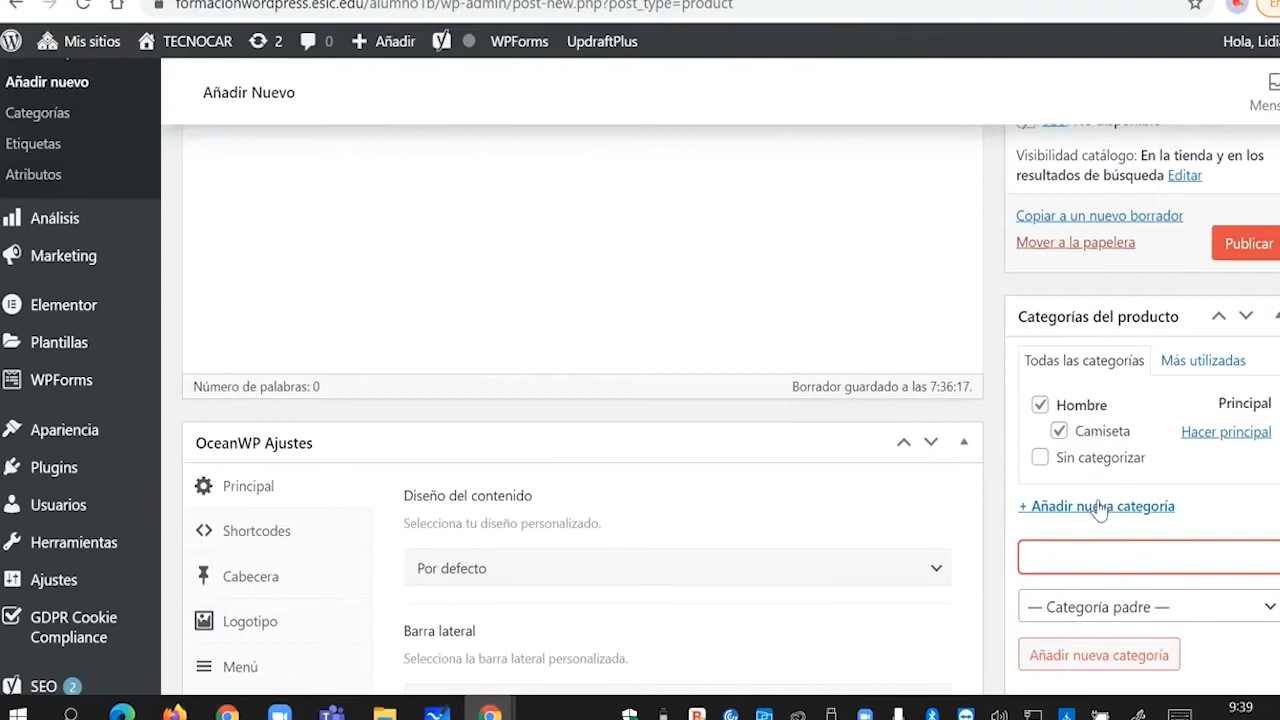 formacionwordpress.esic.edu/alumno1b/wp-admin/post-new.php?post_type=product
Mis sitios
TECNOCAR
2
0
Añadir
WPForms
UpdraftPlus
Hola, Lidi
Añadir nuevo
Categorías
Etiquetas
Atributos
Análisis
Marketing
Elementor
Plantillas
WPForms
Apariencia
Plugins
Usuarios
Herramientas
Ajustes
GDPR Cookie
Compliance
SEO 2
Añadir Nuevo
Mens
Número de palabras: 0
Borrador guardado a las 7:36:17.
OceanWP Ajustes
Principal
Shortcodes
Cabecera
Logotipo
Menú
Diseño del contenido
Selecciona tu diseño personalizado.
Por defecto
Barra lateral
Selecciona la barra lateral personalizada.
Visibilidad catálogo: En la tienda y en los
resultados de búsqueda Editar
Copiar a un nuevo borrador
Mover a la papelera
Publicar
Categorías del producto
Todas las categorías
Más utilizadas
Hombre
Principal
Camiseta
Hacer principal
Sin categorizar
+ Añadir nueva categoría
— Categoría padre —
Añadir nueva categoría
9:39